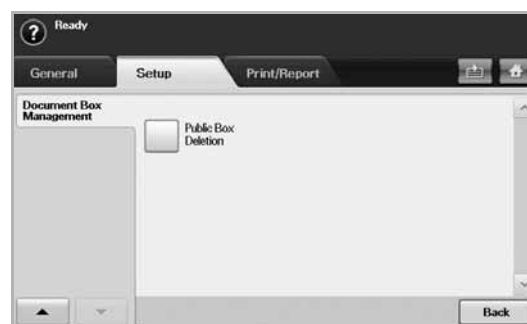 ?
Ready
General
Setup
Print/Report
Document Box
Management
Public Box
Deletion
Back